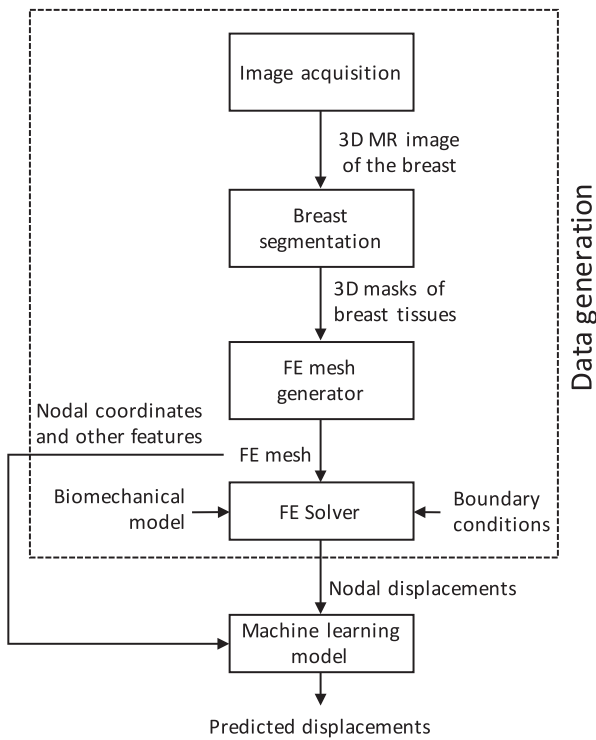 Image acquisition
3D MR image
of the breast
Breast
segmentation
3D masks of
breast tissues
FE mesh
generator
Nodal coordinates
and other features
FE mesh
Biomechanical
model
FE Solver
Boundary
conditions
Data generation
Nodal displacements
Machine learning
model
Predicted displacements